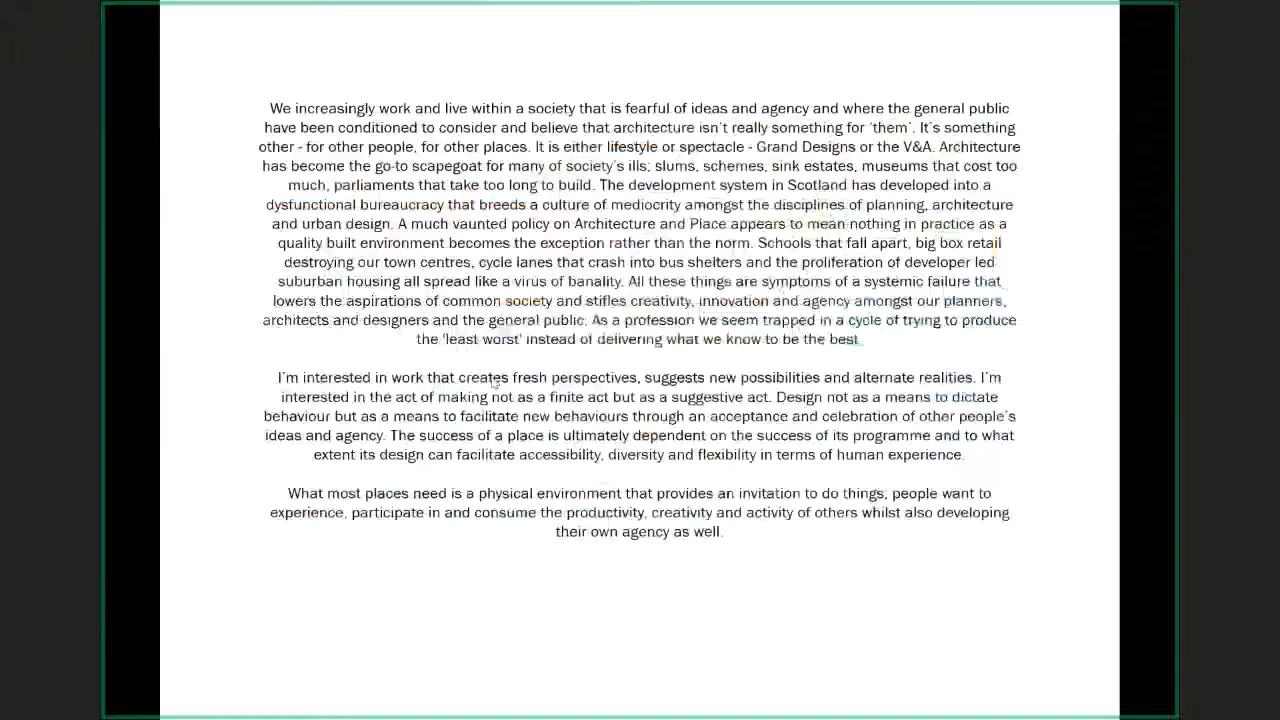 We increasingly work and live within a society that is fearful of ideas and agency and where the general public
have been conditioned to consider and believe that architecture isn't really something for 'them'. It's something
other - for other people, for other places. It is either lifestyle or spectacle - Grand Designs or the V&A. Architecture
has become the go-to scapegoat for many of society's ills; slums, schemes, sink estates, museums that cost too
much, parliaments that take too long to build. The development system in Scotland has developed into a
dysfunctional bureaucracy that breeds a culture of mediocrity amongst the disciplines of planning, architecture
and urban design. A much vaunted policy on Architecture and Place appears to mean nothing in practice as a
quality built environment becomes the exception rather than the norm. Schools that fall apart, big box retail
destroying our town centres, cycle lanes that crash into bus shelters and the proliferation of developer led
suburban housing all spread like a virus of banality. All these things are symptoms of a systemic failure that
lowers the aspirations of common society and stifles creativity, innovation and agency amongst our planners,
architects and designers and the general public. As a profession we seem trapped in a cycle of trying to produce
the 'least worst' instead of delivering what we know to be the best.
I'm interested in work that creates fresh perspectives, suggests new possibilities and alternate realities. I'm
interested in the act of making not as a finite act but as a suggestive act. Design not as a means to dictate
behaviour but as a means to facilitate new behaviours through an acceptance and celebration of other people's
ideas and agency. The success of a place is ultimately dependent on the success of its programme and to what
extent its design can facilitate accessibility, diversity and flexibility in terms of human experience.
What most places need is a physical environment that provides an invitation to do things, people want to
experience, participate in and consume the productivity, creativity and activity of others whilst also developing
their own agency as well.